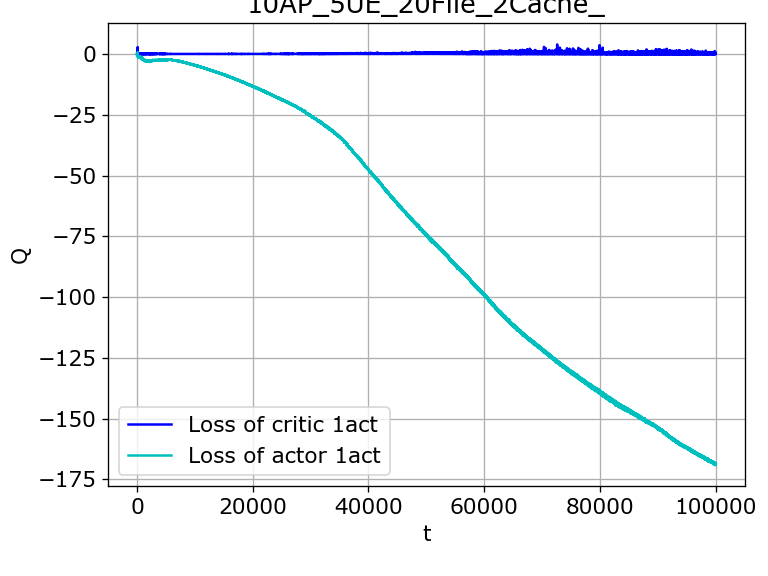 10AP_5UE_20File_2Cache_
0
−25
−50
−75
−100
−125
−150
−175
Q
Loss of critic 1act
Loss of actor 1act
0 20000 40000 60000 80000 100000
t